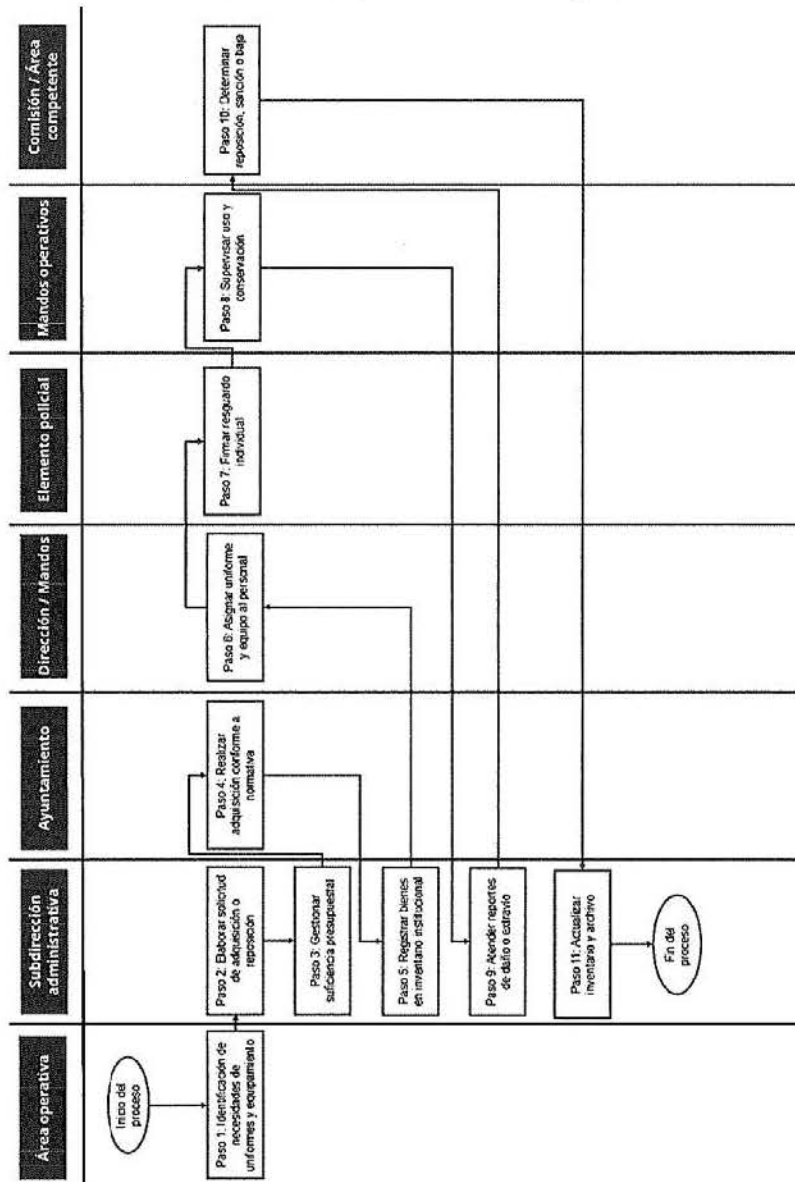 Área operativa
Subdirección
administrativa
Ayuntamiento
Dirección / Mandos
Elemento policial
Mandos operativos
Comisión / Área
competente
Inicio del
proceso
Paso 1: Identificación de
necesidades de
uniformes y equipamiento
Paso 2: Elaborar solicitud
de adquisición o
reposición
Paso 3: Gestionar
suficiencia presupuestal
Paso 4: Realizar
adquisición conforme a
normativa
Paso 5: Registrar bienes
en inventario institucional
Paso 6: Asignar uniforme
y equipo al personal
Paso 7: Firmar resguardo
individual
Paso 8: Supervisar uso y
conservación
Paso 9: Atender reportes
de daño o extravío
Paso 10: Determinar
reposición, sanción o baja
Paso 11: Actualizar
inventario y archivo
Fin del
proceso